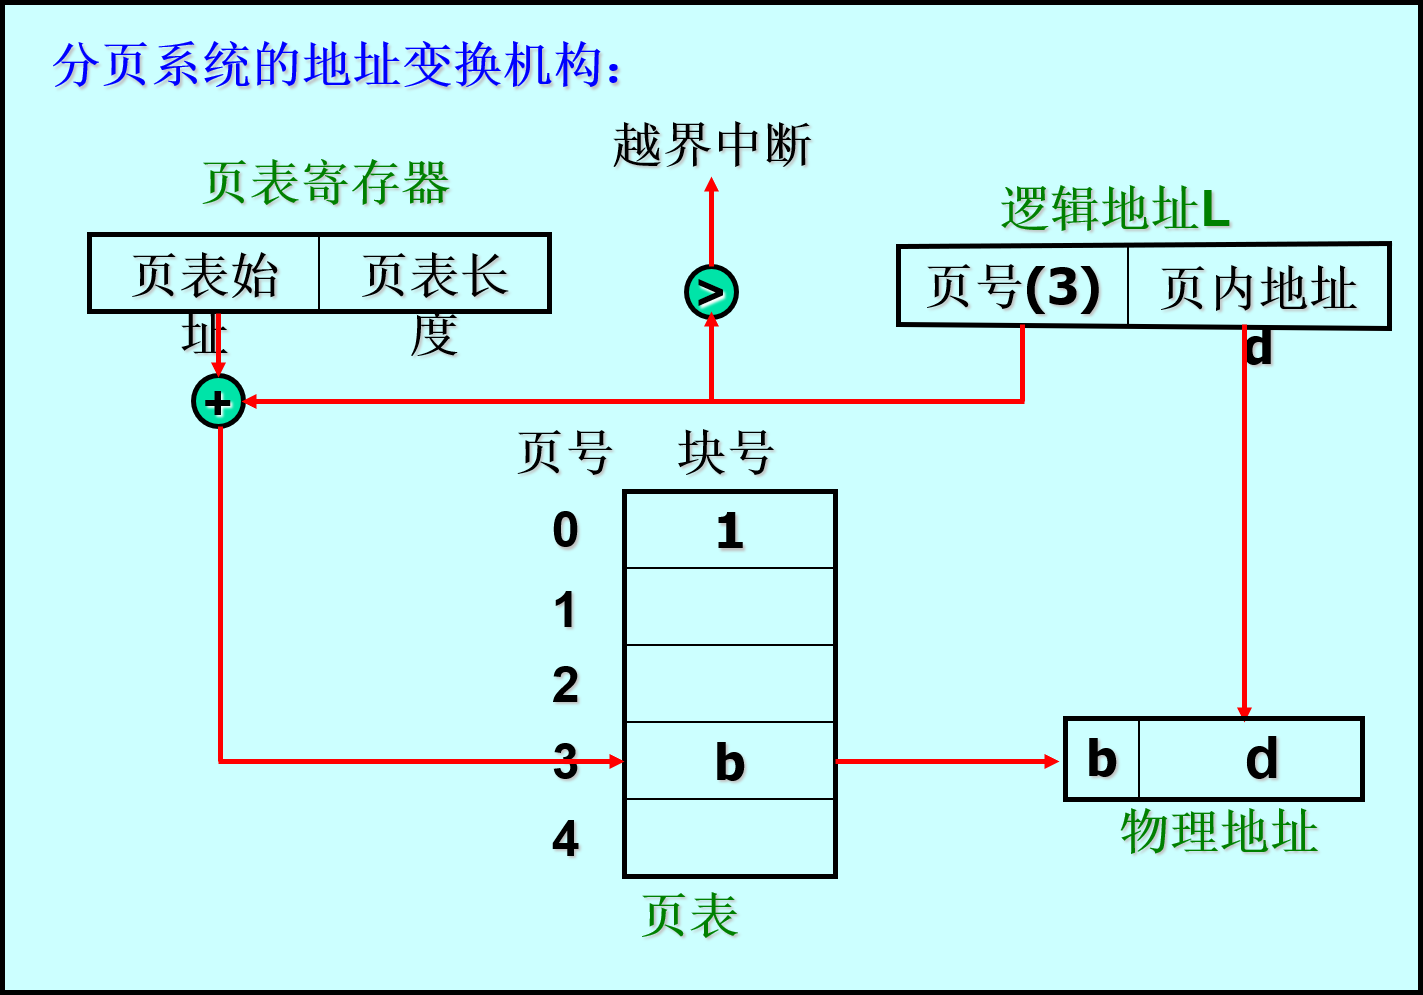 分页系统的地址变换机构：
越界中断
页表寄存器
逻辑地址L
页表始址
页表长度
>
页号(3)
页内地址d
+
页号 块号
0 1
1
2
3 b
4
b d
物理地址
页表